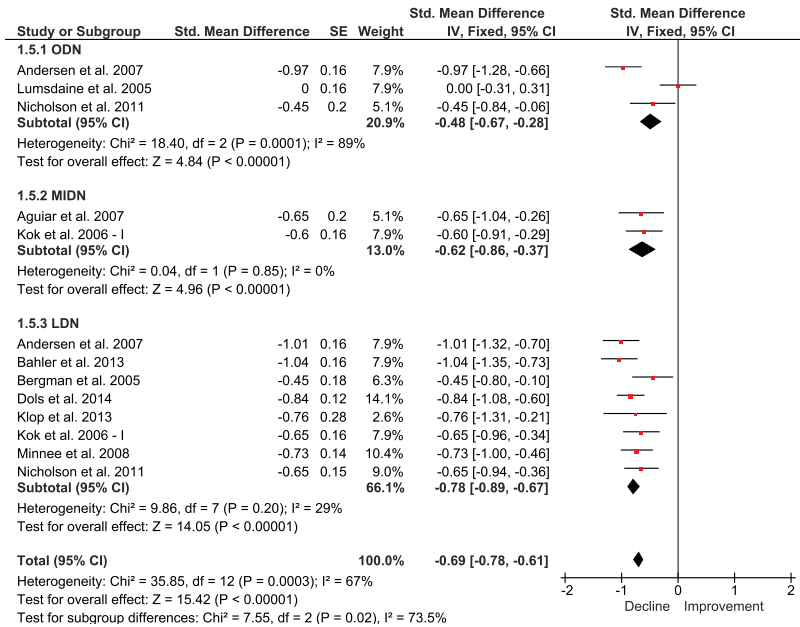 Std. Mean Difference Std. Mean Difference
Study or Subgroup Std. Mean Difference SE Weight IV, Fixed, 95% CI IV, Fixed, 95% CI
1.5.1 ODN
Andersen et al. 2007 -0.97 0.16 7.9% -0.97 [-1.28, -0.66]
Lumsdaine et al. 2005 0 0.16 7.9% 0.00 [-0.31, 0.31]
Nicholson et al. 2011 -0.45 0.2 5.1% -0.45 [-0.84, -0.06]
Subtotal (95% CI) 20.9% -0.48 [-0.67, -0.28]
Heterogeneity: Chi² = 18.40, df = 2 (P = 0.0001); I² = 89%
Test for overall effect: Z = 4.84 (P < 0.00001)
1.5.2 MIDN
Aguiar et al. 2007 -0.65 0.2 5.1% -0.65 [-1.04, -0.26]
Kok et al. 2006 - I -0.6 0.16 7.9% -0.60 [-0.91, -0.29]
Subtotal (95% CI) 13.0% -0.62 [-0.86, -0.37]
Heterogeneity: Chi² = 0.04, df = 1 (P = 0.85); I² = 0%
Test for overall effect: Z = 4.96 (P < 0.00001)
1.5.3 LDN
Andersen et al. 2007 -1.01 0.16 7.9% -1.01 [-1.32, -0.70]
Bahler et al. 2013 -1.04 0.16 7.9% -1.04 [-1.35, -0.73]
Bergman et al. 2005 -0.45 0.18 6.3% -0.45 [-0.80, -0.10]
Dols et al. 2014 -0.84 0.12 14.1% -0.84 [-1.08, -0.60]
Klop et al. 2013 -0.76 0.28 2.6% -0.76 [-1.31, -0.21]
Kok et al. 2006 - I -0.65 0.16 7.9% -0.65 [-0.96, -0.34]
Minnee et al. 2008 -0.73 0.14 10.4% -0.73 [-1.00, -0.46]
Nicholson et al. 2011 -0.65 0.15 9.0% -0.65 [-0.94, -0.36]
Subtotal (95% CI) 66.1% -0.78 [-0.89, -0.67]
Heterogeneity: Chi² = 9.86, df = 7 (P = 0.20); I² = 29%
Test for overall effect: Z = 14.05 (P < 0.00001)
Total (95% CI) 100.0% -0.69 [-0.78, -0.61]
Heterogeneity: Chi² = 35.85, df = 12 (P = 0.0003); I² = 67%
Test for overall effect: Z = 15.42 (P < 0.00001)
Test for subgroup differences: Chi² = 7.55, df = 2 (P = 0.02), I² = 73.5%
-2 -1 0 1 2
Decline Improvement